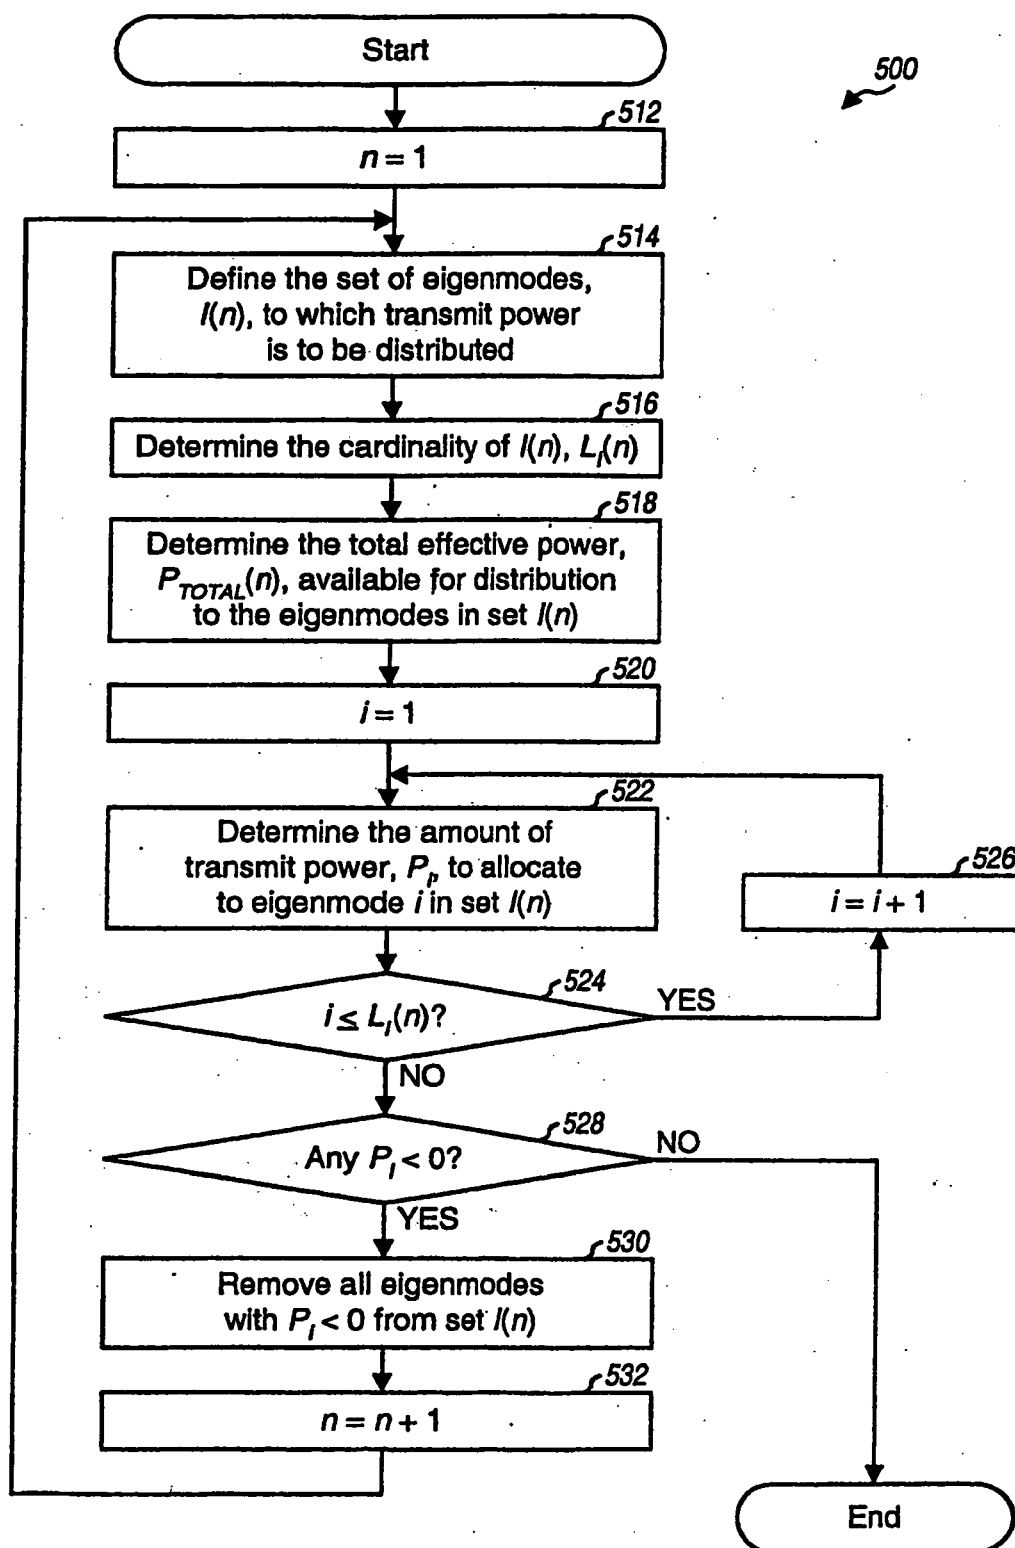 Start
500
512
n = 1
514
Define the set of eigenmodes,
I(n), to which transmit power
is to be distributed
516
Determine the cardinality of I(n), L_I(n)
518
Determine the total effective power,
P_TOTAL(n), available for distribution
to the eigenmodes in set I(n)
520
i = 1
522
Determine the amount of
transmit power, P_i, to allocate
to eigenmode i in set I(n)
526
i = i + 1
524
i ≤ L_I(n)?
YES
NO
528
Any P_i < 0?
NO
YES
530
Remove all eigenmodes
with P_i < 0 from set I(n)
532
n = n + 1
End